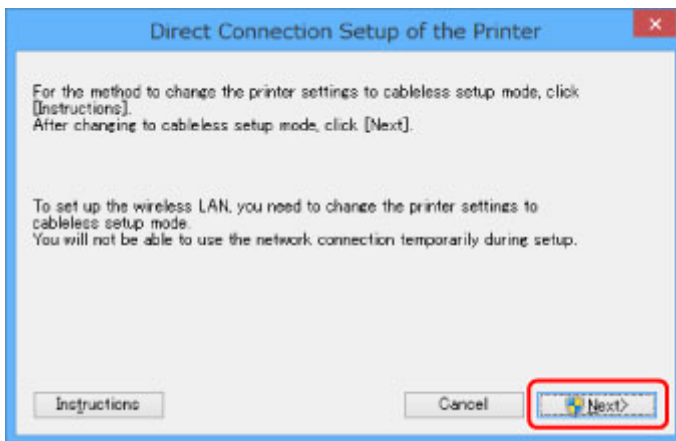 Direct Connection Setup of the Printer
For the method to change the printer settings to cableless setup mode, click
[Instructions].
After changing to cableless setup mode, click [Next].
To set up the wireless LAN, you need to change the printer settings to
cableless setup mode.
You will not be able to use the network connection temporarily during setup.
Instructions Cancel Next>